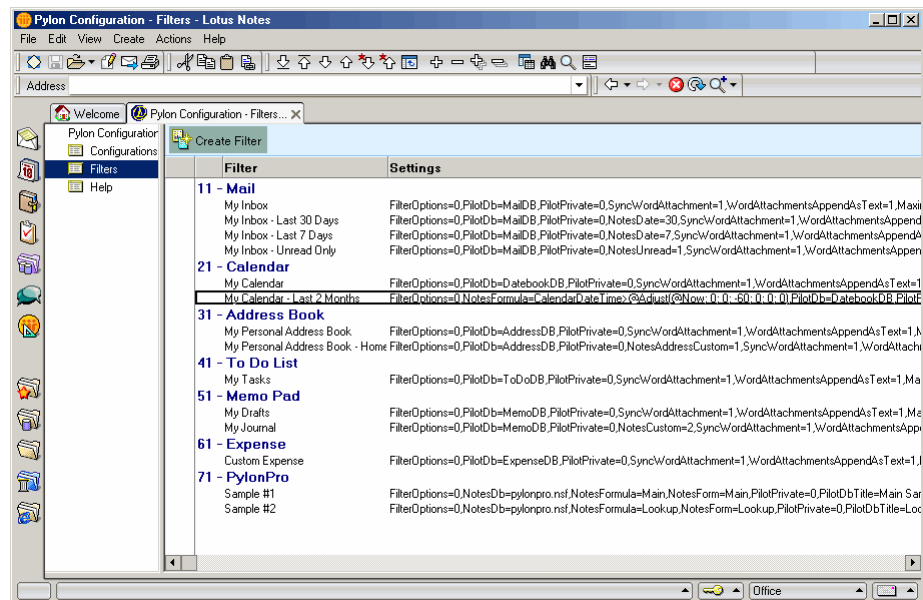 Pylon Configuration - Filters - Lotus Notes
File Edit View Create Actions Help
Address
Welcome Pylon Configuration - Filters...
Pylon Configuration
Configurations
Filters
Help
Create Filter
Filter Settings
11 - Mail
My Inbox FilterOptions=0,PilotDb=MailDB,PilotPrivate=0,SyncWordAttachment=1,WordAttachmentsAppendAsText=1,Maxi
My Inbox - Last 30 Days FilterOptions=0,PilotDb=MailDB,PilotPrivate=0,NotesDate=30,SyncWordAttachment=1,WordAttachmentsAppend
My Inbox - Last 7 Days FilterOptions=0,PilotDb=MailDB,PilotPrivate=0,NotesDate=7,SyncWordAttachment=1,WordAttachmentsAppendA
My Inbox - Unread Only FilterOptions=0,PilotDb=MailDB,PilotPrivate=0,NotesUnread=1,SyncWordAttachment=1,WordAttachmentsAppen
21 - Calendar
My Calendar FilterOptions=0,PilotDb=DatebookDB,PilotPrivate=0,SyncWordAttachment=1,WordAttachmentsAppendAsText=1
My Calendar - Last 2 Months FilterOptions=0,NotesFormula=CalendarDateTime>@Adjust(@Now; 0; 0; -60; 0; 0; 0),PilotDb=DatebookDB,PilotP
31 - Address Book
My Personal Address Book FilterOptions=0,PilotDb=AddressDB,PilotPrivate=0,SyncWordAttachment=1,WordAttachmentsAppendAsText=1,M
My Personal Address Book - Home FilterOptions=0,PilotDb=AddressDB,PilotPrivate=0,NotesAddressCustom=1,SyncWordAttachment=1,WordAttachm
41 - To Do List
My Tasks FilterOptions=0,PilotDb=ToDoDB,PilotPrivate=0,SyncWordAttachment=1,WordAttachmentsAppendAsText=1,Ma
51 - Memo Pad
My Drafts FilterOptions=0,PilotDb=MemoDB,PilotPrivate=0,SyncWordAttachment=1,WordAttachmentsAppendAsText=1,Ma
My Journal FilterOptions=0,PilotDb=MemoDB,PilotPrivate=0,NotesCustom=2,SyncWordAttachment=1,WordAttachmentsApp
61 - Expense
Custom Expense FilterOptions=0,PilotDb=ExpenseDB,PilotPrivate=0,SyncWordAttachment=1,WordAttachmentsAppendAsText=1,
71 - PylonPro
Sample #1 FilterOptions=0,NotesDb=pylonpro.nsf,NotesFormula=Main,NotesForm=Main,PilotPrivate=0,PilotDbTitle=Main Sam
Sample #2 FilterOptions=0,NotesDb=pylonpro.nsf,NotesFormula=Lookup,NotesForm=Lookup,PilotPrivate=0,PilotDbTitle=Loo
Office